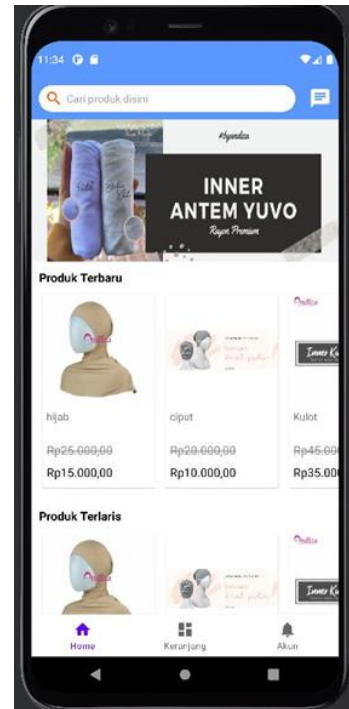 11:34
Cari produk disini
#byandiza
INNER
ANTEM YUVO
Rayon Premium
Produk Terbaru
hijab
ciput
Kulot
Rp25.000,00
Rp20.000,00
Rp45.00
Rp15.000,00
Rp10.000,00
Rp35.00
Produk Terlaris
Home
Keranjang
Akun